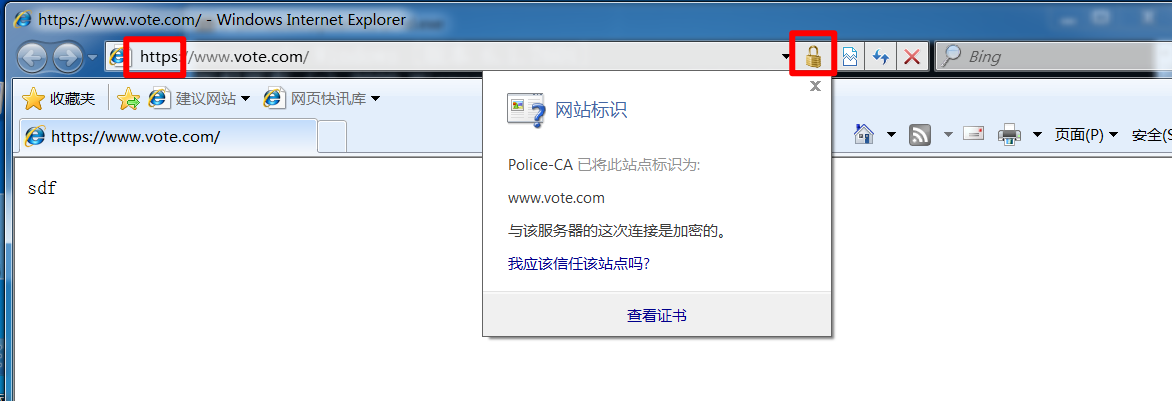 https://www.vote.com/ - Windows Internet Explorer
https://www.vote.com/
Bing
收藏夹
建议网站
网页快讯库
https://www.vote.com/
页面(P)
安全(S
sdf
网站标识
Police-CA 已将此站点标识为:
www.vote.com
与该服务器的这次连接是加密的。
我应该信任该站点吗?
查看证书